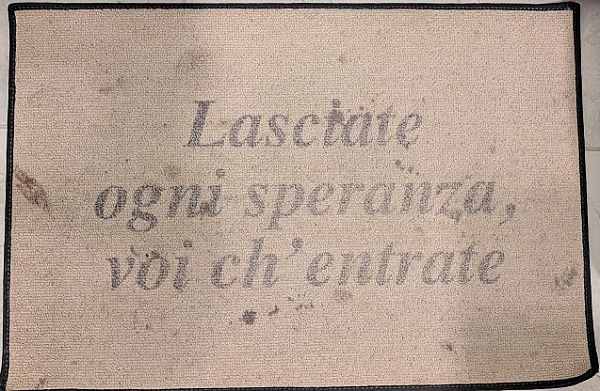 Lasciate
ogni speranza,
voi ch'entrate